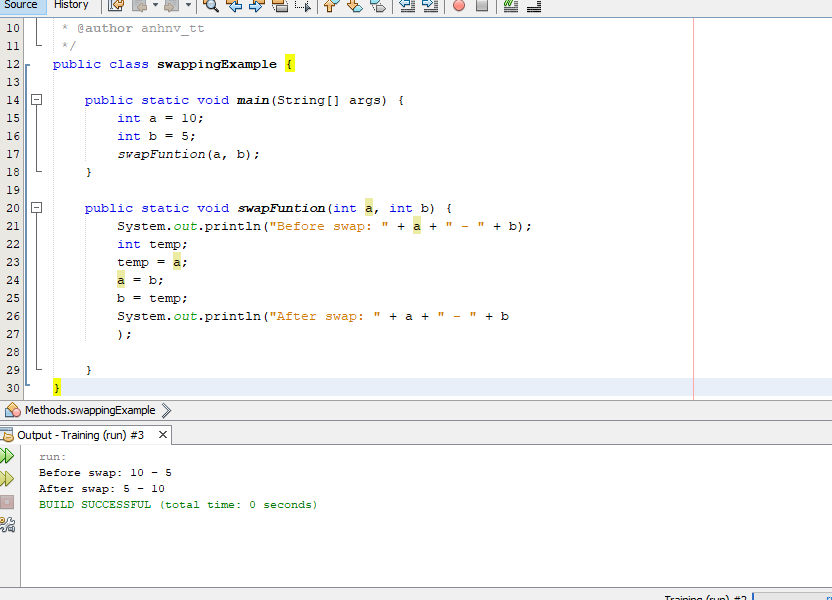 Source History
10 * @author anhnv_tt
11 */
12 public class swappingExample {
13
14 public static void main(String[] args) {
15 int a = 10;
16 int b = 5;
17 swapFuntion(a, b);
18 }
19
20 public static void swapFuntion(int a, int b) {
21 System.out.println("Before swap: " + a + " - " + b);
22 int temp;
23 temp = a;
24 a = b;
25 b = temp;
26 System.out.println("After swap: " + a + " - " + b
27 );
28
29 }
30 }
Methods.swappingExample
Output - Training (run) #3
run:
Before swap: 10 - 5
After swap: 5 - 10
BUILD SUCCESSFUL (total time: 0 seconds)
Training (run) #2